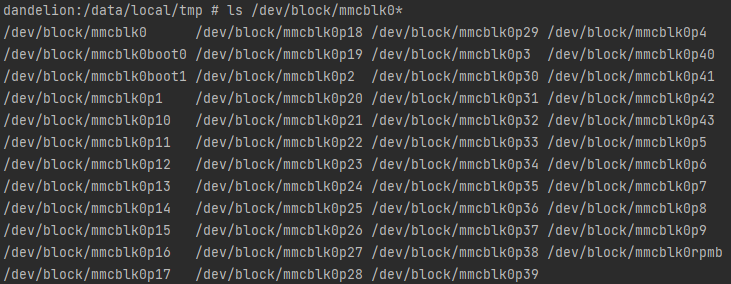 dandelion:/data/local/tmp # ls /dev/block/mmcblk0*
/dev/block/mmcblk0 /dev/block/mmcblk0p18 /dev/block/mmcblk0p29 /dev/block/mmcblk0p4
/dev/block/mmcblk0boot0 /dev/block/mmcblk0p19 /dev/block/mmcblk0p3 /dev/block/mmcblk0p40
/dev/block/mmcblk0boot1 /dev/block/mmcblk0p2 /dev/block/mmcblk0p30 /dev/block/mmcblk0p41
/dev/block/mmcblk0p1 /dev/block/mmcblk0p20 /dev/block/mmcblk0p31 /dev/block/mmcblk0p42
/dev/block/mmcblk0p10 /dev/block/mmcblk0p21 /dev/block/mmcblk0p32 /dev/block/mmcblk0p43
/dev/block/mmcblk0p11 /dev/block/mmcblk0p22 /dev/block/mmcblk0p33 /dev/block/mmcblk0p5
/dev/block/mmcblk0p12 /dev/block/mmcblk0p23 /dev/block/mmcblk0p34 /dev/block/mmcblk0p6
/dev/block/mmcblk0p13 /dev/block/mmcblk0p24 /dev/block/mmcblk0p35 /dev/block/mmcblk0p7
/dev/block/mmcblk0p14 /dev/block/mmcblk0p25 /dev/block/mmcblk0p36 /dev/block/mmcblk0p8
/dev/block/mmcblk0p15 /dev/block/mmcblk0p26 /dev/block/mmcblk0p37 /dev/block/mmcblk0p9
/dev/block/mmcblk0p16 /dev/block/mmcblk0p27 /dev/block/mmcblk0p38 /dev/block/mmcblk0rpmb
/dev/block/mmcblk0p17 /dev/block/mmcblk0p28 /dev/block/mmcblk0p39